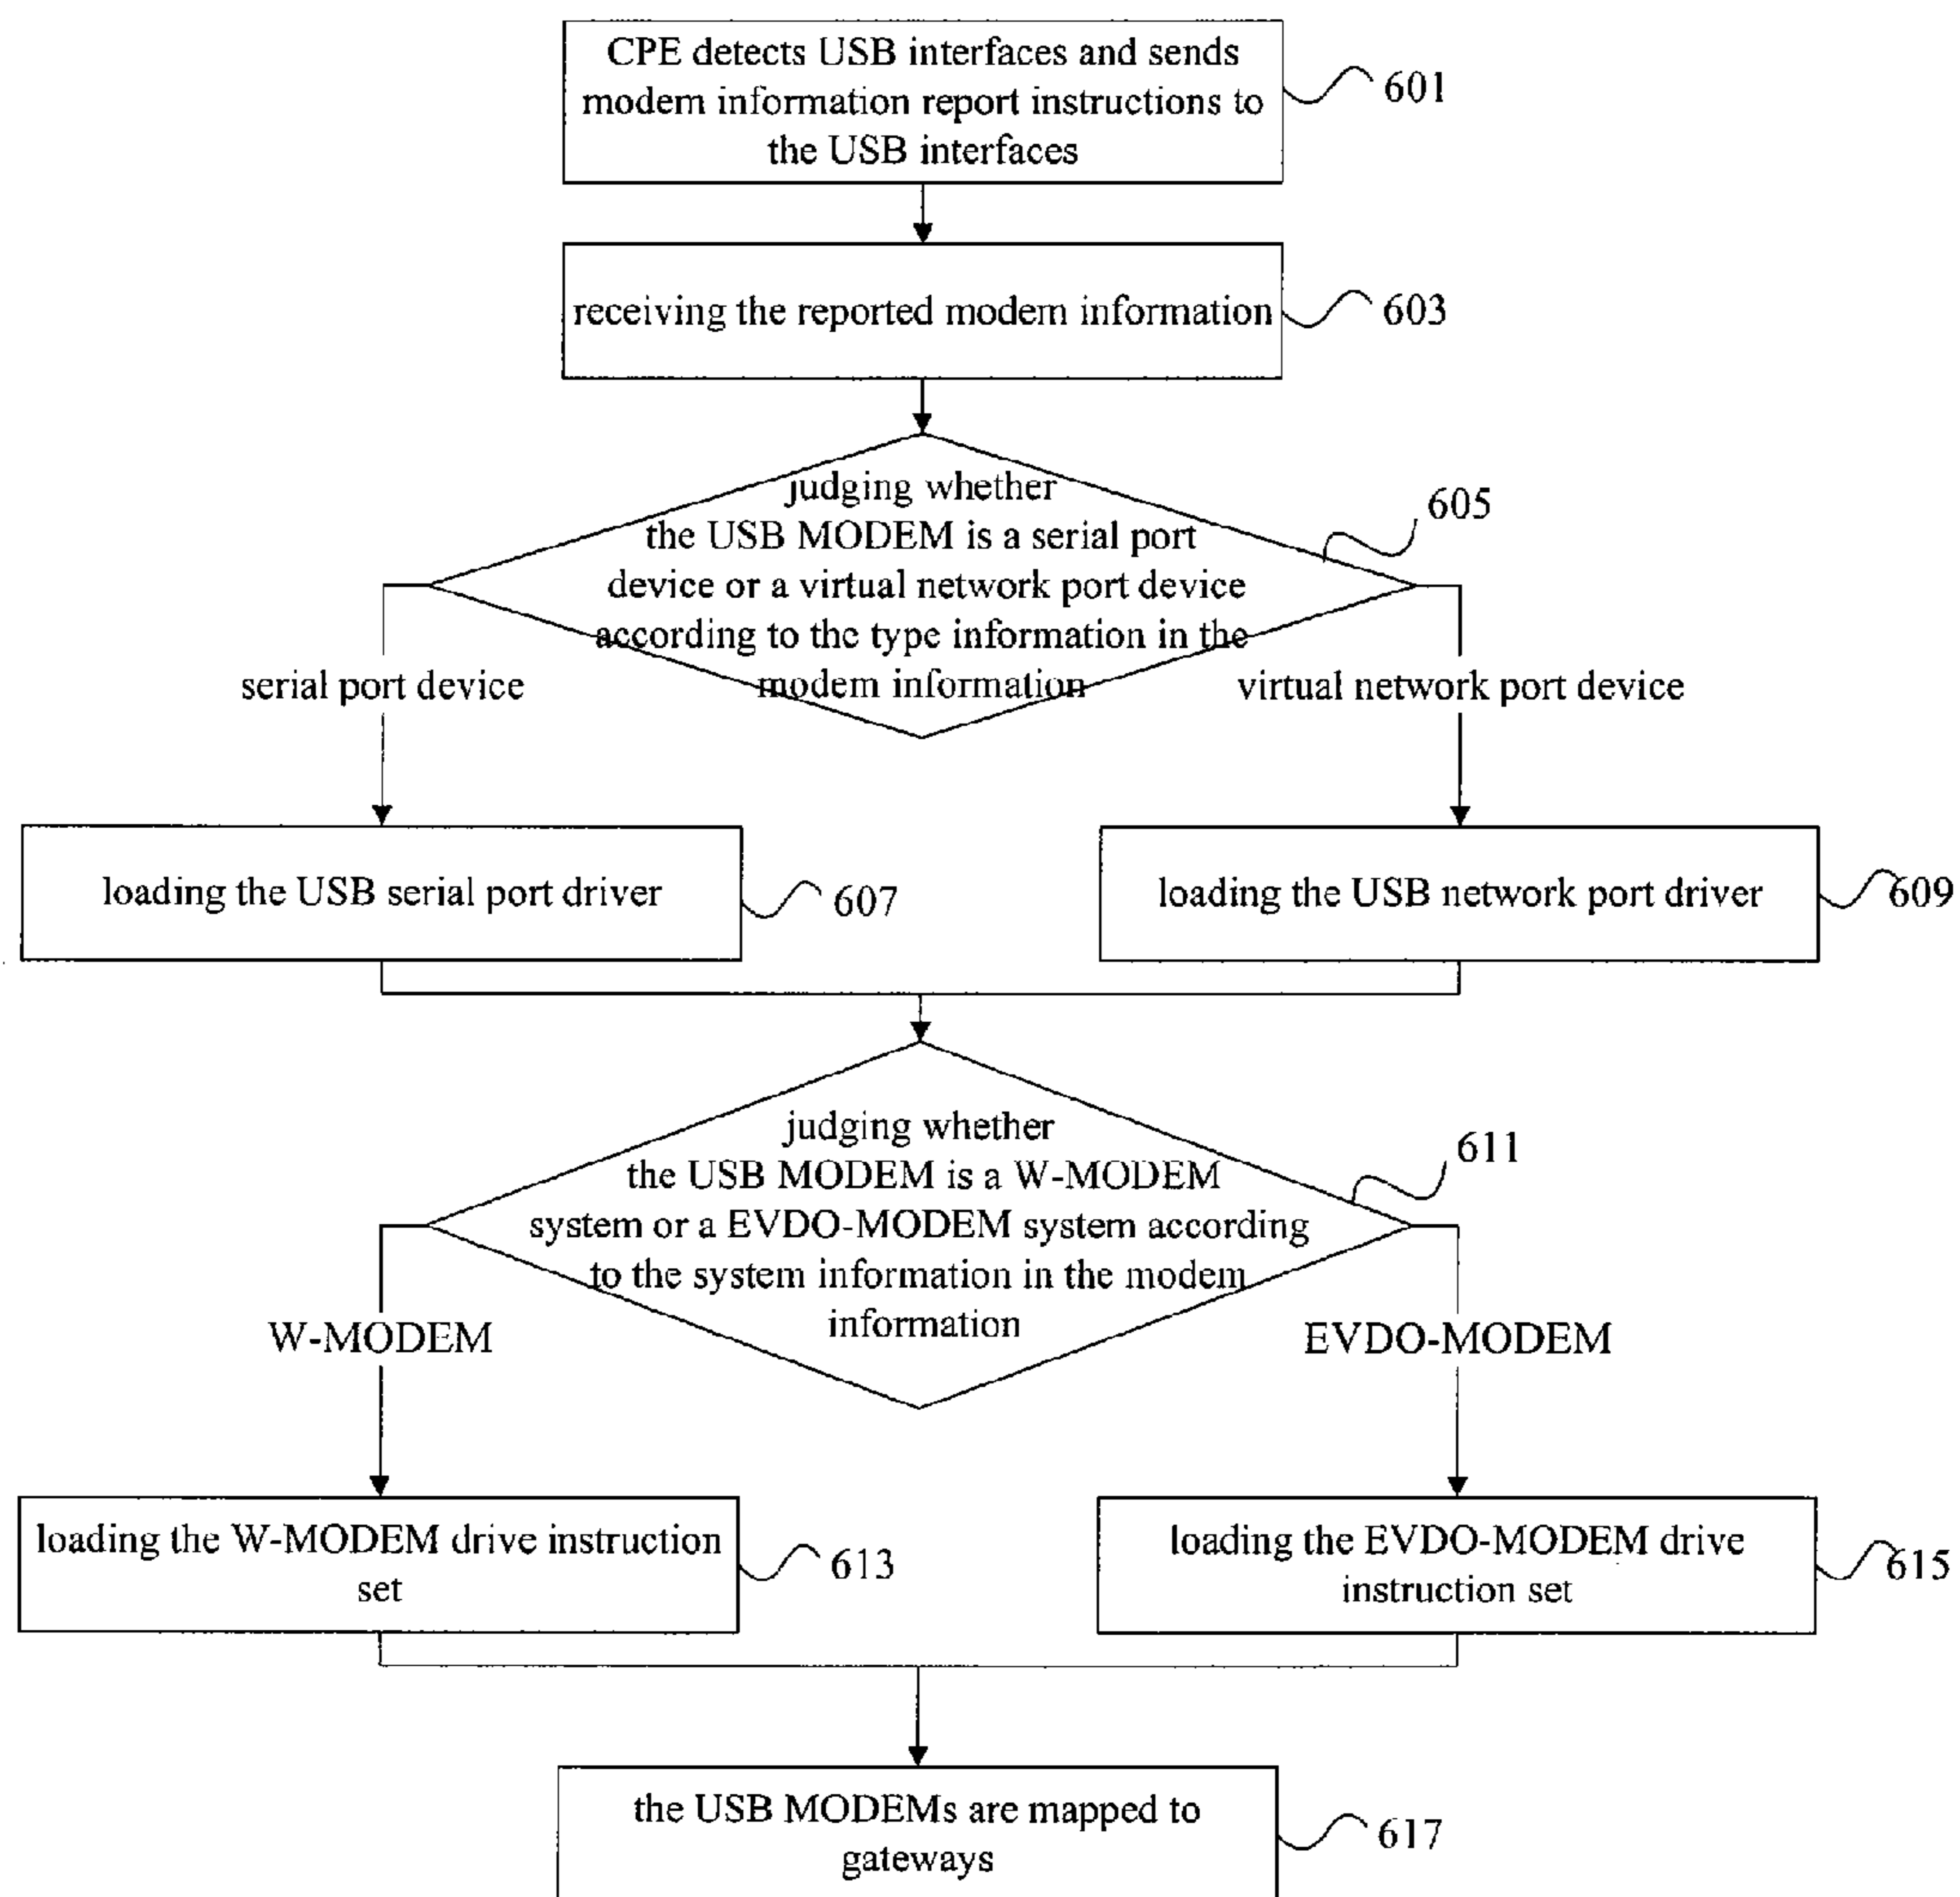 CPE detects USB interfaces and sends
modem information report instructions to
the USB interfaces
601
receiving the reported modem information
603
judging whether
the USB MODEM is a serial port
device or a virtual network port device
according to the type information in the
modem information
605
serial port device
virtual network port device
loading the USB serial port driver
607
loading the USB network port driver
609
judging whether
the USB MODEM is a W-MODEM
system or a EVDO-MODEM system according
to the system information in the modem
information
611
W-MODEM
EVDO-MODEM
loading the W-MODEM drive instruction
set
613
loading the EVDO-MODEM drive
instruction set
615
the USB MODEMs are mapped to
gateways
617